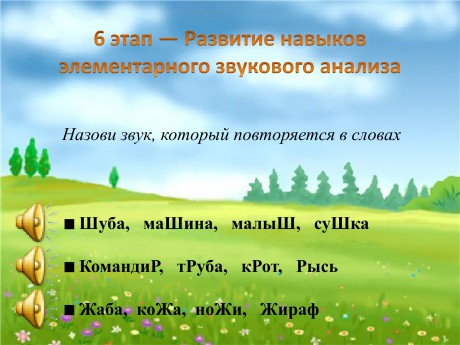 6 этап — Развитие навыков
элементарного звукового анализа
Назови звук, который повторяется в словах
Шуба, маШина, малыШ, суШка
КомандиР, тРуба, кРот, Рысь
Жаба, коЖа, ноЖи, Жираф